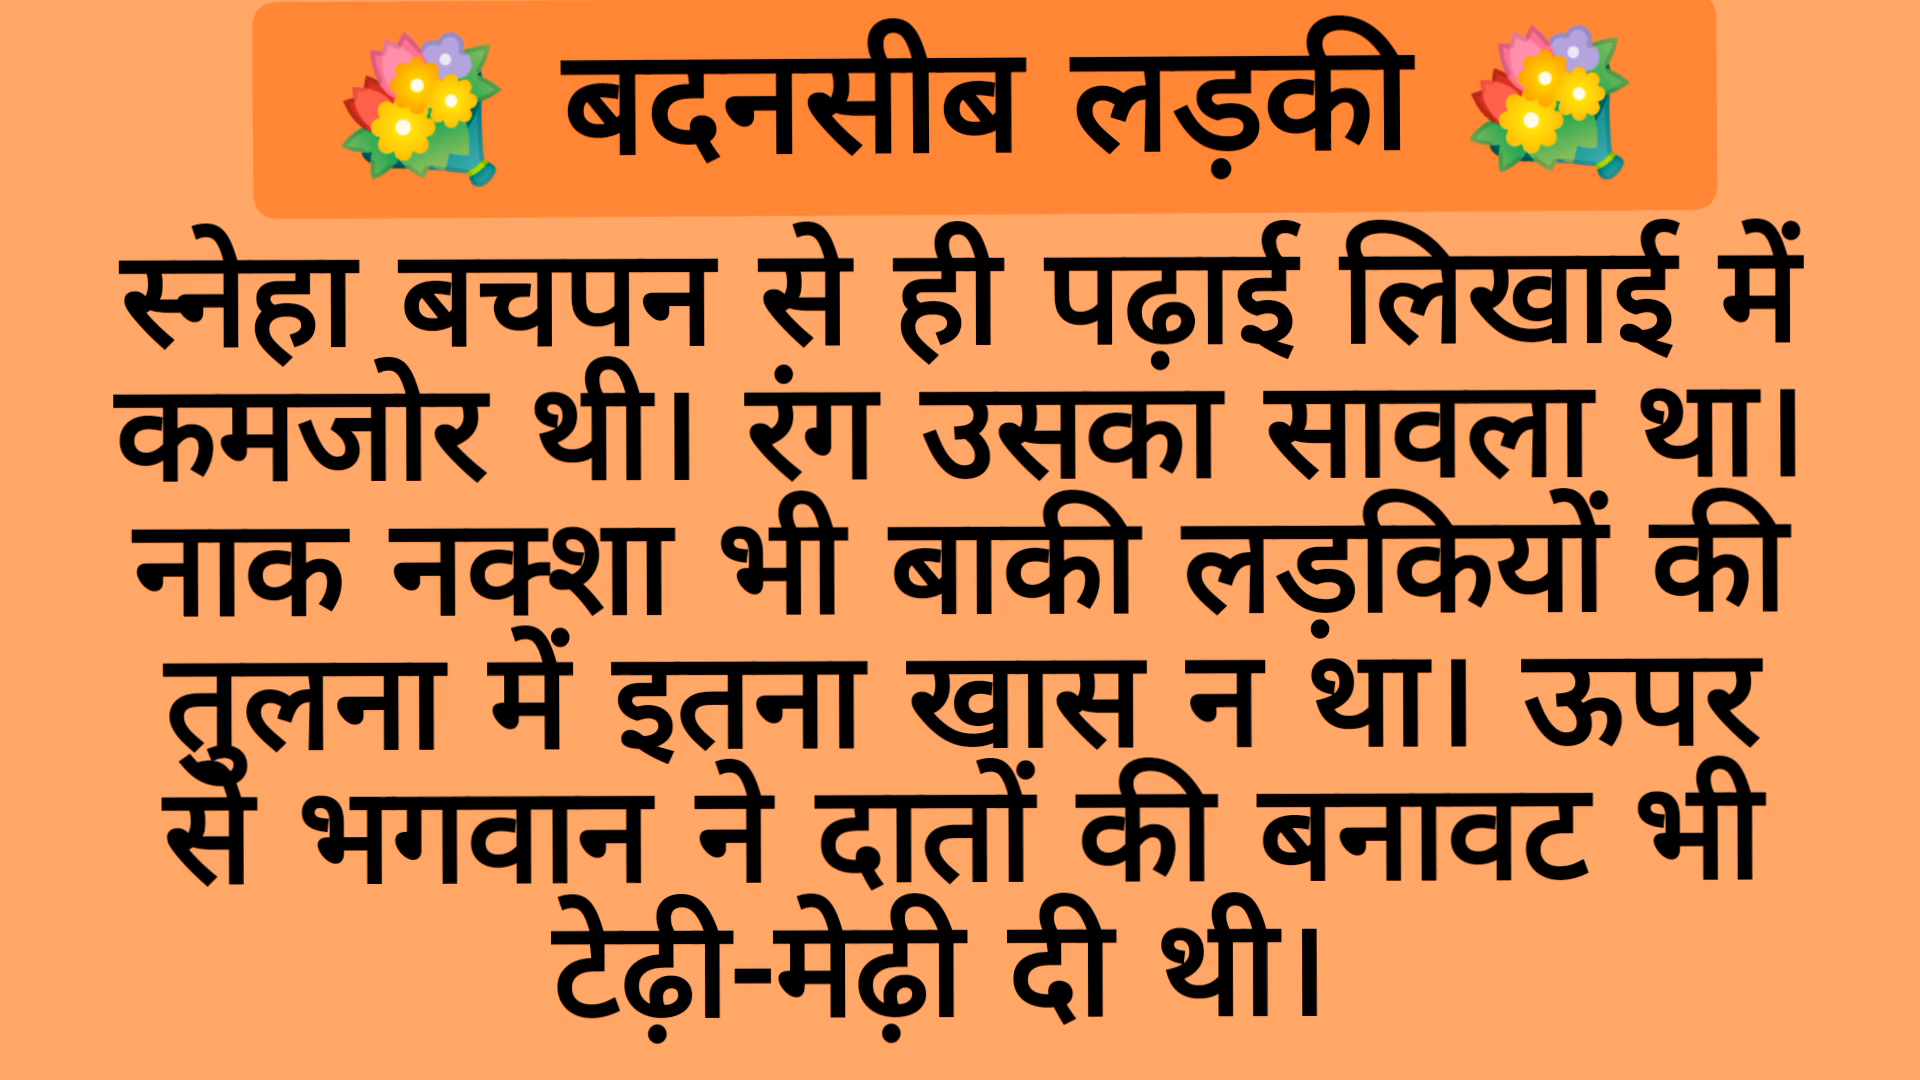 बदनसीब लड़की
स्नेहा बचपन से ही पढ़ाई लिखाई में
कमजोर थी। रंग उसका सावला था।
नाक नक्शा भी बाकी लड़कियों की
तुलना में इतना खास न था। ऊपर
से भगवान ने दातों की बनावट भी
टेढ़ी-मेढ़ी दी थी।